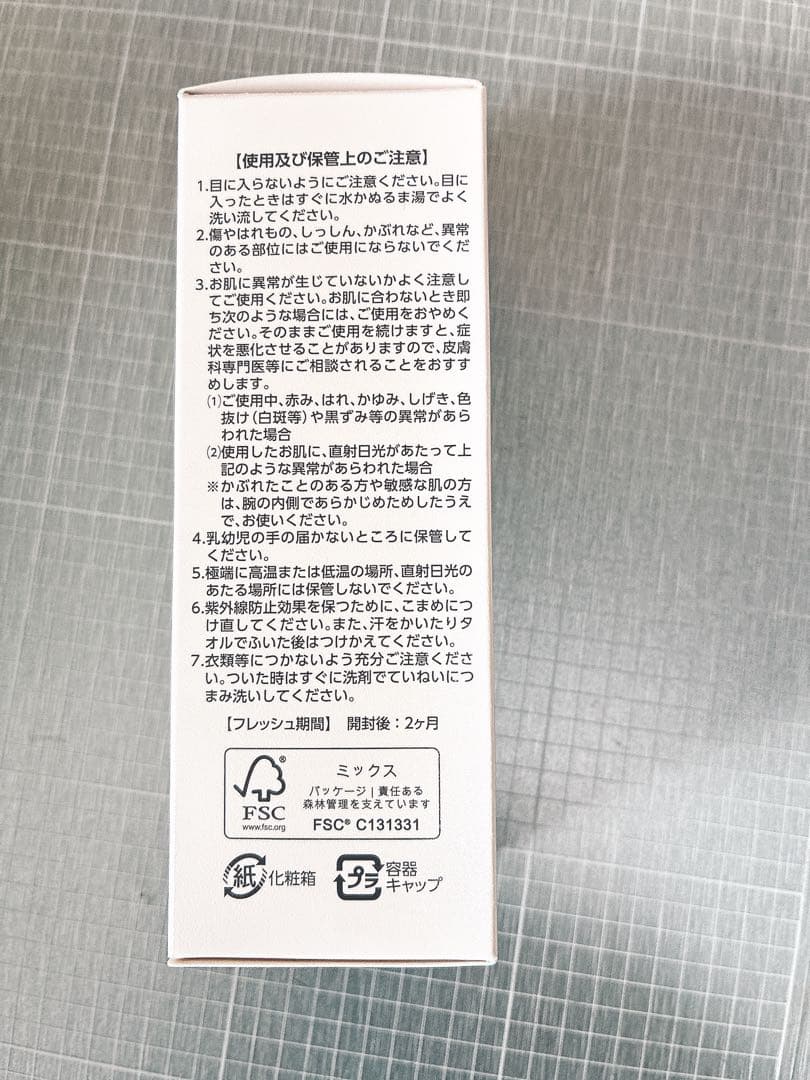 【使用及び保管上のご注意】
1.目に入らないようにご注意ください。目に
入ったときはすぐに水かぬるま湯でよく
洗い流してください。
2.傷やはれもの、しっしん、かぶれなど、異常
のある部位にはご使用にならないでくだ
さい。
3.お肌に異常が生じていないかよく注意し
てご使用ください。お肌に合わないとき即
ち次のような場合には、ご使用をおやめく
ださい。そのままご使用を続けますと、症
状を悪化させることがありますので、皮膚
科専門医等にご相談されることをおすす
めします。
⑴ご使用中、赤み、はれ、かゆみ、しげき、色
抜け(白斑等)や黒ずみ等の異常があら
われた場合
⑵使用したお肌に、直射日光があたって上
記のような異常があらわれた場合
※かぶれたことのある方や敏感な肌の方
は、腕の内側であらかじめためしたうえ
で、お使いください。
4.乳幼児の手の届かないところに保管して
ください。
5.極端に高温または低温の場所、直射日光の
あたる場所には保管しないでください。
6.紫外線防止効果を保つために、こまめにつ
け直してください。また、汗をかいたりタ
オルでふいた後はつけかえてください。
7.衣類等につかないよう充分ご注意くださ
い。ついた時はすぐに洗剤でていねいにつ
まみ洗いしてください。
【フレッシュ期間】 開封後:2ヶ月
®
FSC
www.fsc.org
ミックス
パッケージ|責任ある
森林管理を支えています
FSC® C131331
紙 化粧箱
プラ 容器
キャップ